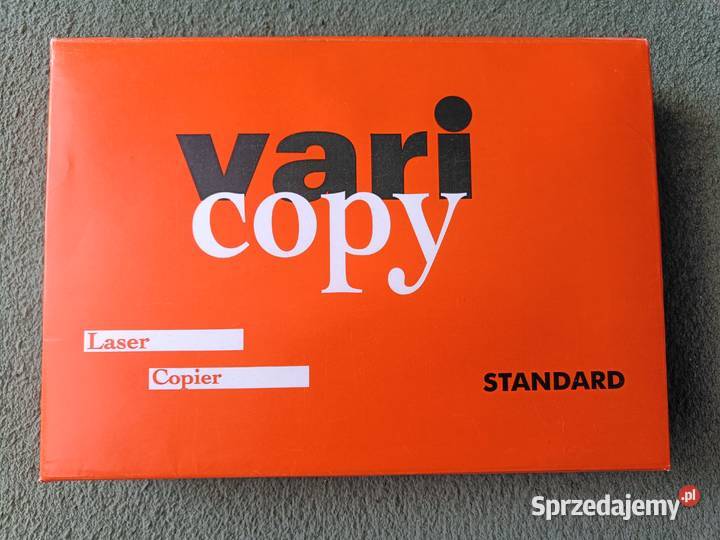 vari
copy
Laser
Copier
STANDARD
Sprzedajemy.pl